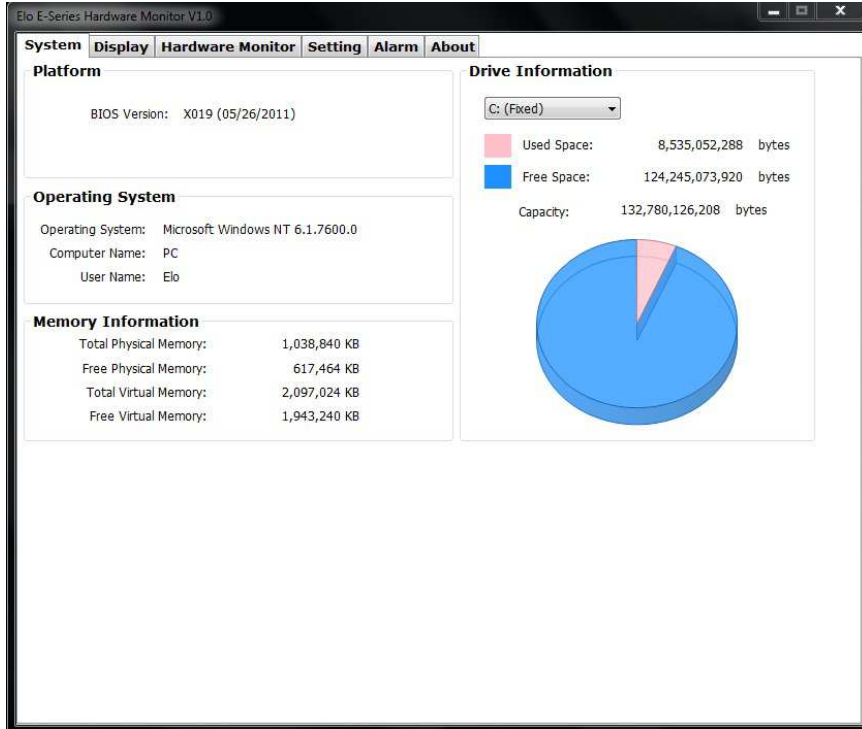 Elo E-Series Hardware Monitor V1.0
System Display Hardware Monitor Setting Alarm About
Platform
BIOS Version: X019 (05/26/2011)
Operating System
Operating System: Microsoft Windows NT 6.1.7600.0
Computer Name: PC
User Name: Elo
Memory Information
Total Physical Memory: 1,038,840 KB
Free Physical Memory: 617,464 KB
Total Virtual Memory: 2,097,024 KB
Free Virtual Memory: 1,943,240 KB
Drive Information
C: (Fixed)
Used Space: 8,535,052,288 bytes
Free Space: 124,245,073,920 bytes
Capacity: 132,780,126,208 bytes